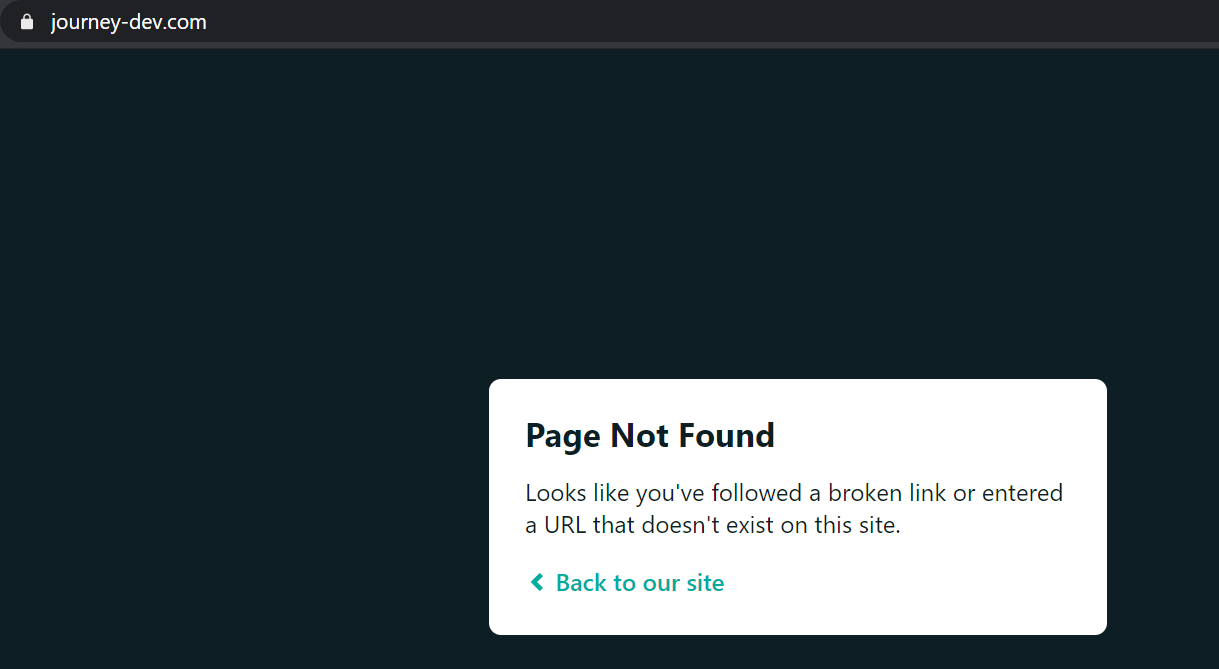 journey-dev.com
Page Not Found
Looks like you've followed a broken link or entered
a URL that doesn't exist on this site.
Back to our site